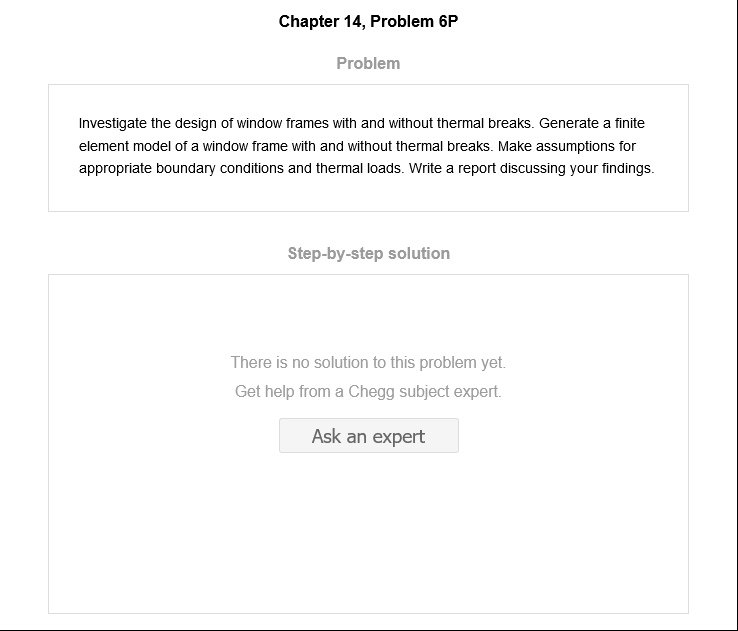 Chapter 14, Problem 6P
Problem
Investigate the design of window frames with and without thermal breaks. Generate a finite
element model of a window frame with and without thermal breaks. Make assumptions for
appropriate boundary conditions and thermal loads. Write a report discussing your findings.
Step-by-step solution
There is no solution to this problem yet.
Get help from a Chegg subject expert.
Ask an expert